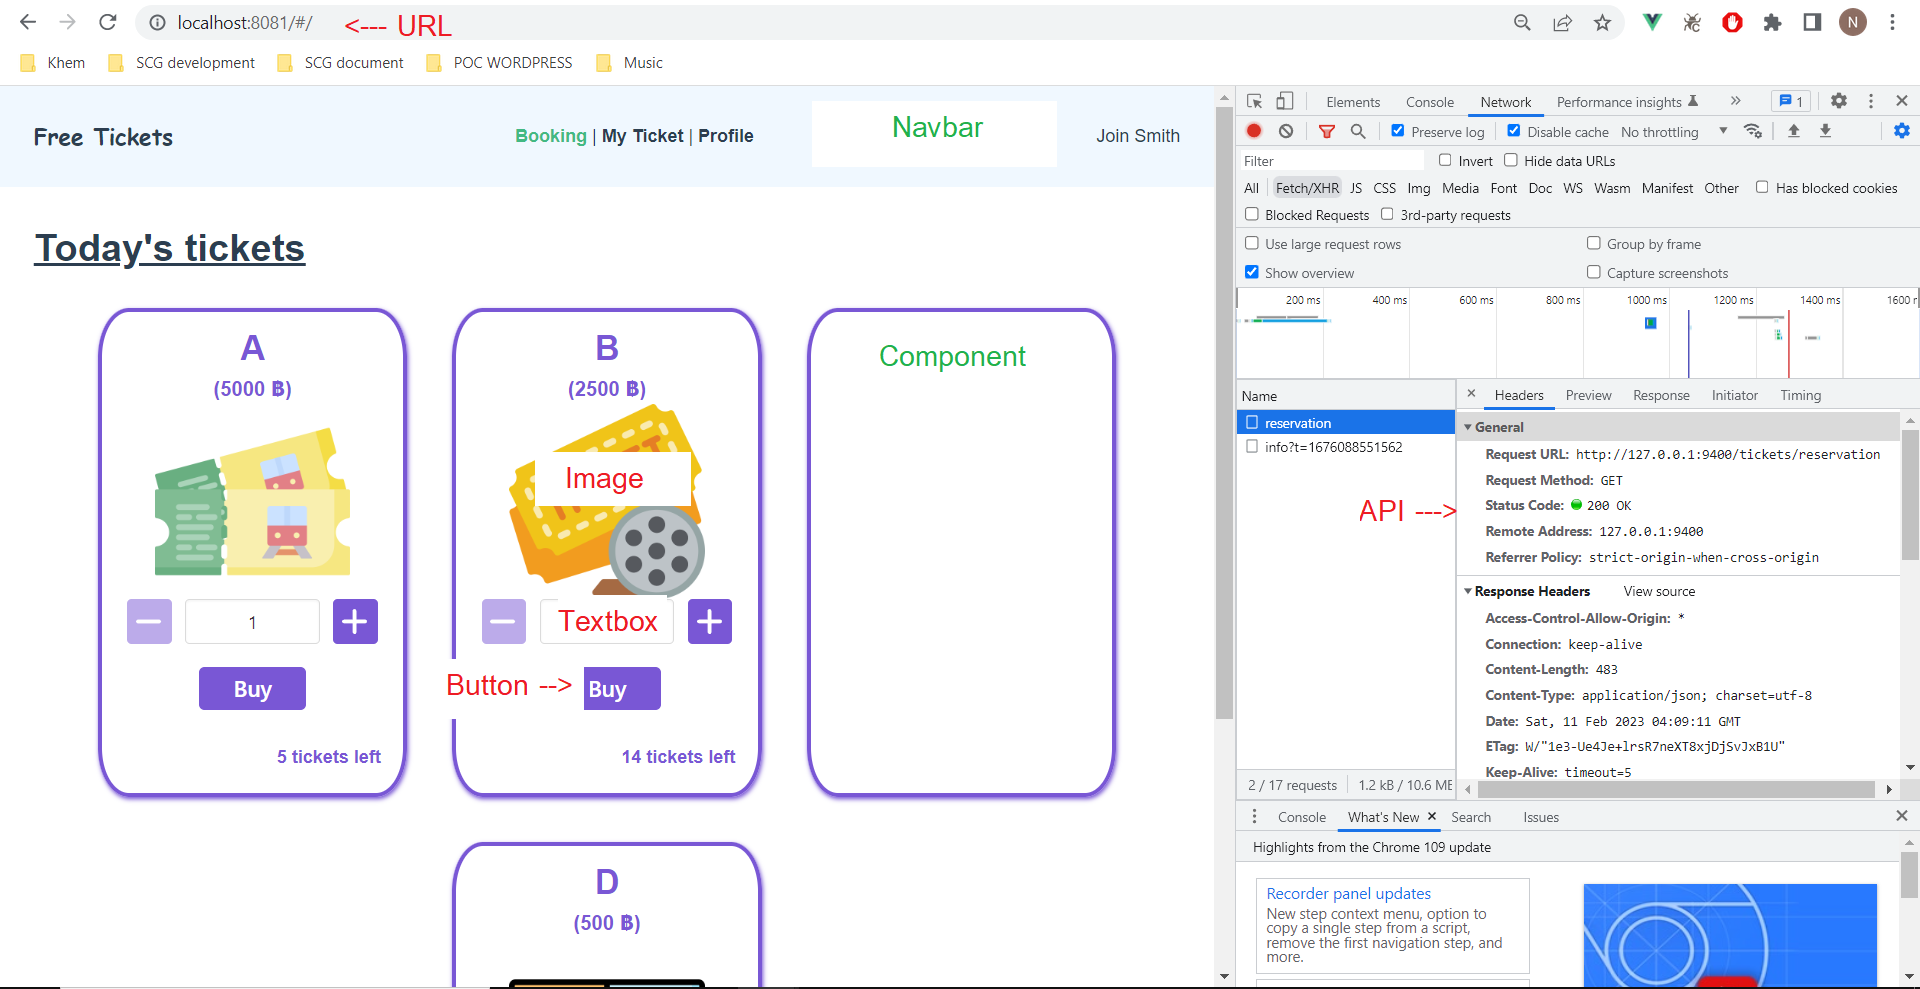 localhost:8081/#/
<--- URL
N
Khem
SCG development
SCG document
POC WORDPRESS
Music
Free Tickets
Booking | My Ticket | Profile
Navbar
Join Smith
Today's tickets
A
(5000 ฿)
1
Buy
5 tickets left
B
(2500 ฿)
Image
Textbox
Button -->
Buy
14 tickets left
Component
D
(500 ฿)
Elements
Console
Network
Performance insights
»
1
Preserve log
Disable cache
No throttling
Filter
Invert
Hide data URLs
All
Fetch/XHR
JS
CSS
Img
Media
Font
Doc
WS
Wasm
Manifest
Other
Has blocked cookies
Blocked Requests
3rd-party requests
Use large request rows
Group by frame
Show overview
Capture screenshots
200 ms
400 ms
600 ms
800 ms
1000 ms
1200 ms
1400 ms
1600 r
Name
reservation
info?t=1676088551562
API --->
Headers
Preview
Response
Initiator
Timing
General
Request URL: http://127.0.0.1:9400/tickets/reservation
Request Method: GET
Status Code: 200 OK
Remote Address: 127.0.0.1:9400
Referrer Policy: strict-origin-when-cross-origin
Response Headers
View source
Access-Control-Allow-Origin: *
Connection: keep-alive
Content-Length: 483
Content-Type: application/json; charset=utf-8
Date: Sat, 11 Feb 2023 04:09:11 GMT
ETag: W/"1e3-Ue4Je+lrsR7neXT8xjDjSvJxB1U"
Keep-Alive: timeout=5
2 / 17 requests
1.2 kB / 10.6 ME
Console
What's New
Search
Issues
Highlights from the Chrome 109 update
Recorder panel updates
New step context menu, option to
copy a single step from a script,
remove the first navigation step, and
more.